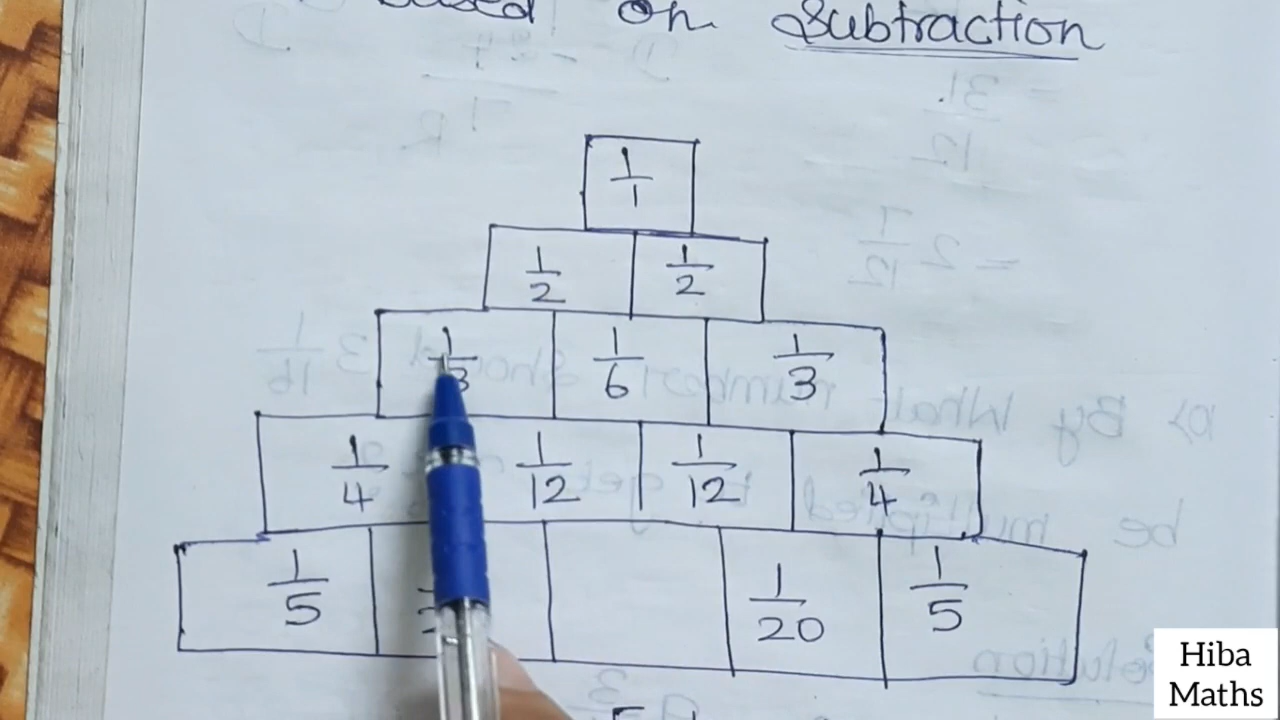 based on Subtraction
1/1
1/2 1/2
1/3 1/6 1/3
1/4 1/12 1/12 1/4
1/5 1/20 1/5
Hiba
Maths